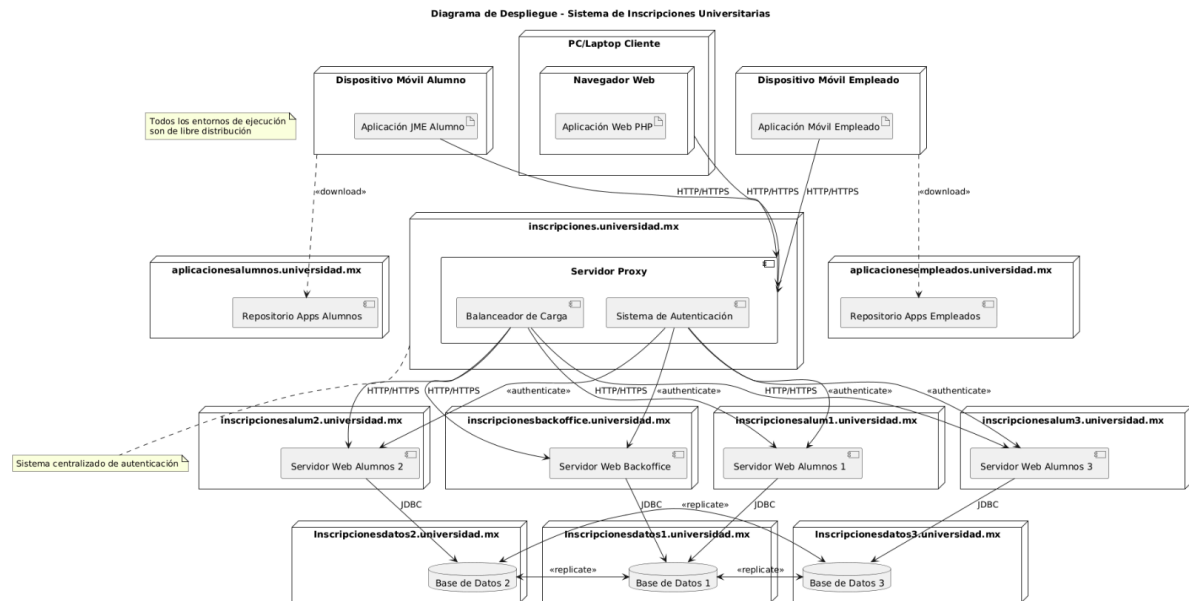 Diagrama de Despliegue - Sistema de Inscripciones Universitarias
PC/Laptop Cliente
Dispositivo Móvil Alumno
Navegador Web
Dispositivo Móvil Empleado
Todos los entornos de ejecución
son de libre distribución
Aplicación JME Alumno
Aplicación Web PHP
Aplicación Móvil Empleado
«download»
HTTP/HTTPS
HTTP/HTTPS
HTTP/HTTPS
«download»
inscripciones.universidad.mx
aplicacionesalumnos.universidad.mx
Servidor Proxy
aplicacionesempleados.universidad.mx
Repositorio Apps Alumnos
Balanceador de Carga
Sistema de Autenticación
Repositorio Apps Empleados
HTTP/HTTPS
HTTP/HTTPS
«authenticate»
HTTP/HTTPS
«authenticate»
HTTP/HTTPS
«authenticate»
«authenticate»
inscripcionesalum2.universidad.mx
inscripcionesbackoffice.universidad.mx
inscripcionesalum1.universidad.mx
inscripcionesalum3.universidad.mx
Sistema centralizado de autenticación
Servidor Web Alumnos 2
Servidor Web Backoffice
Servidor Web Alumnos 1
Servidor Web Alumnos 3
JDBC
JDBC
«replicate»
JDBC
JDBC
Inscripcionesdatos2.universidad.mx
Inscripcionesdatos1.universidad.mx
Inscripcionesdatos3.universidad.mx
Base de Datos 2
«replicate»
Base de Datos 1
«replicate»
Base de Datos 3